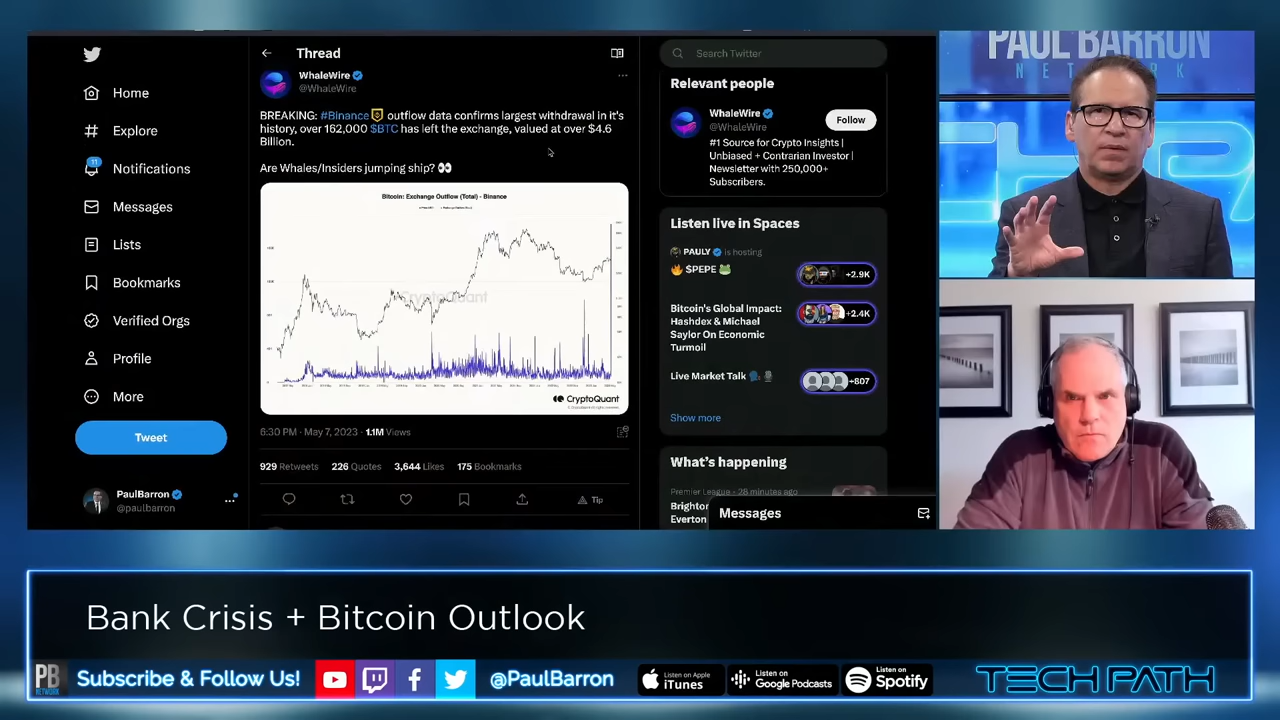 Home
Explore
11
Notifications
Messages
Lists
Bookmarks
Verified Orgs
Profile
More
Tweet
PaulBarron
@paulbarron
Thread
WhaleWire
@WhaleWire
BREAKING: #Binance outflow data confirms largest withdrawal in it's
history, over 162,000 $BTC has left the exchange, valued at over $4.6
Billion.
Are Whales/Insiders jumping ship? 👀
Bitcoin: Exchange Outflow (Total) - Binance
CryptoQuant
CryptoQuant
6:30 PM · May 7, 2023 · 1.1M Views
929 Retweets 226 Quotes 3,644 Likes 175 Bookmarks
Tip
Search Twitter
Relevant people
WhaleWire
@WhaleWire
Follow
#1 Source for Crypto Insights |
Unbiased + Contrarian Investor |
Newsletter with 250,000+
Subscribers.
Listen live in Spaces
PAULY is hosting
🔥 $PEPE 🐸
+2.9K
Bitcoin's Global Impact:
Hashdex & Michael
Saylor On Economic
Turmoil
+2.4K
Live Market Talk
+807
Show more
What's happening
Premier League · 28 minutes ago
Brighton
Everton
Messages
PAUL BARRON
NETWORK
Bank Crisis + Bitcoin Outlook
PB
NETWORK
Subscribe & Follow Us!
@PaulBarron
Listen on Apple
iTunes
Listen on
Google Podcasts
Listen on
Spotify
TECH PATH